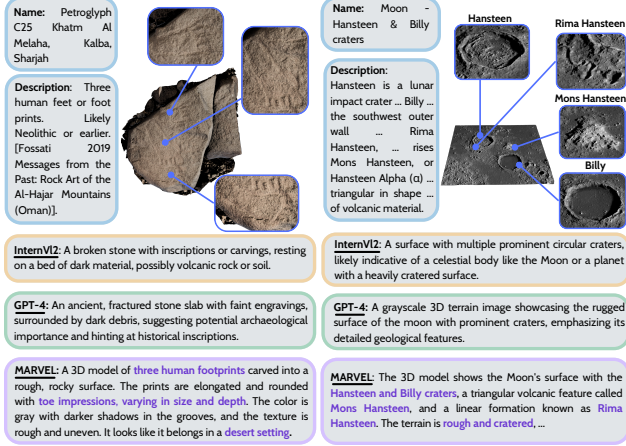 Name: Petroglyph
C25 Khatm Al
Melaha, Kalba,
Sharjah
Description: Three
human feet or foot
prints. Likely
Neolithic or earlier.
[Fossati 2019
Messages from the
Past: Rock Art of the
Al-Hajar Mountains
(Oman)].
InternVl2: A broken stone with inscriptions or carvings, resting
on a bed of dark material, possibly volcanic rock or soil.
GPT-4: An ancient, fractured stone slab with faint engravings,
surrounded by dark debris, suggesting potential archaeological
importance and hinting at historical inscriptions.
MARVEL: A 3D model of three human footprints carved into a
rough, rocky surface. The prints are elongated and rounded
with toe impressions, varying in size and depth. The color is
gray with darker shadows in the grooves, and the texture is
rough and uneven. It looks like it belongs in a desert setting.
Name: Moon -
Hansteen & Billy
craters
Description:
Hansteen is a lunar
impact crater ... Billy ...
the southwest outer
wall ... Rima
Hansteen, ... rises
Mons Hansteen, or
Hansteen Alpha (α) ...
triangular in shape ...
of volcanic material.
Hansteen
Rima Hansteen
Mons Hansteen
Billy
InternVl2: A surface with multiple prominent circular craters,
likely indicative of a celestial body like the Moon or a planet
with a heavily cratered surface.
GPT-4: A grayscale 3D terrain image showcasing the rugged
surface of the moon with prominent craters, emphasizing its
detailed geological features.
MARVEL: The 3D model shows the Moon's surface with the
Hansteen and Billy craters, a triangular volcanic feature called
Mons Hansteen, and a linear formation known as Rima
Hansteen. The terrain is rough and cratered, ...